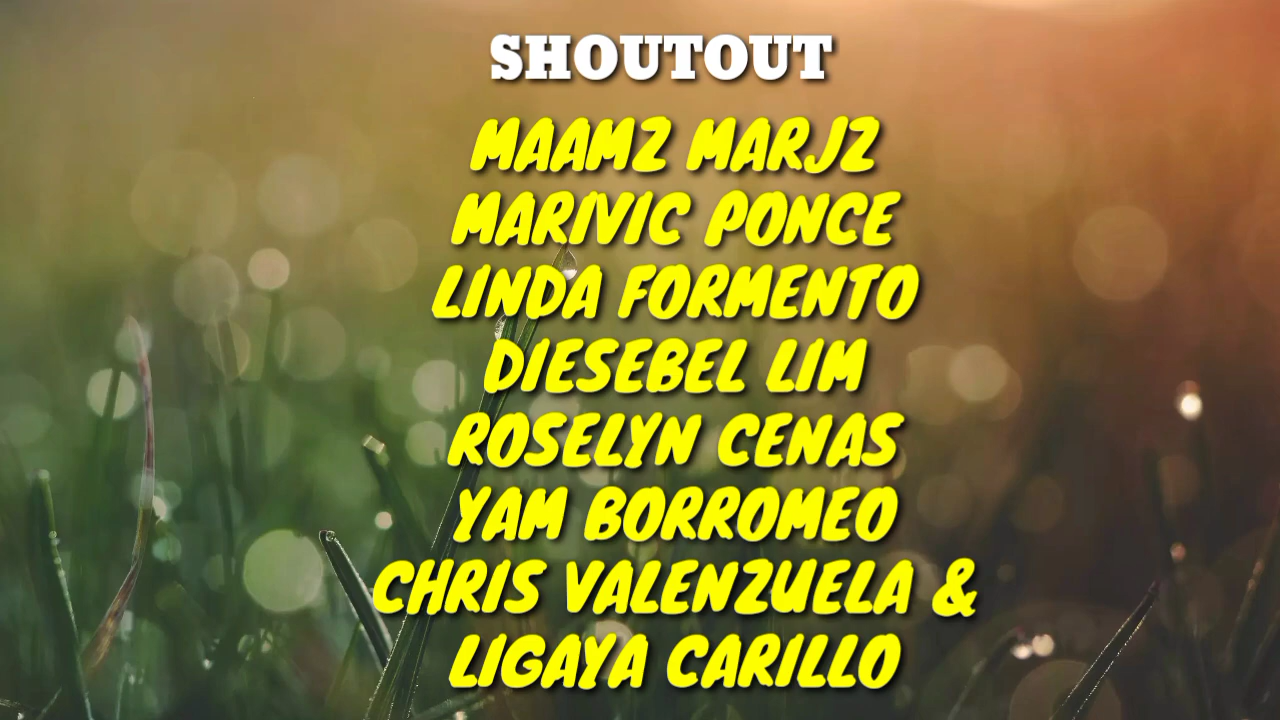 SHOUTOUT
MAAMZ MARJZ
MARIVIC PONCE
LINDA FORMENTO
DIESEBEL LIM
ROSELYN CENAS
YAM BORROMEO
CHRIS VALENZUELA &
LIGAYA CARILLO